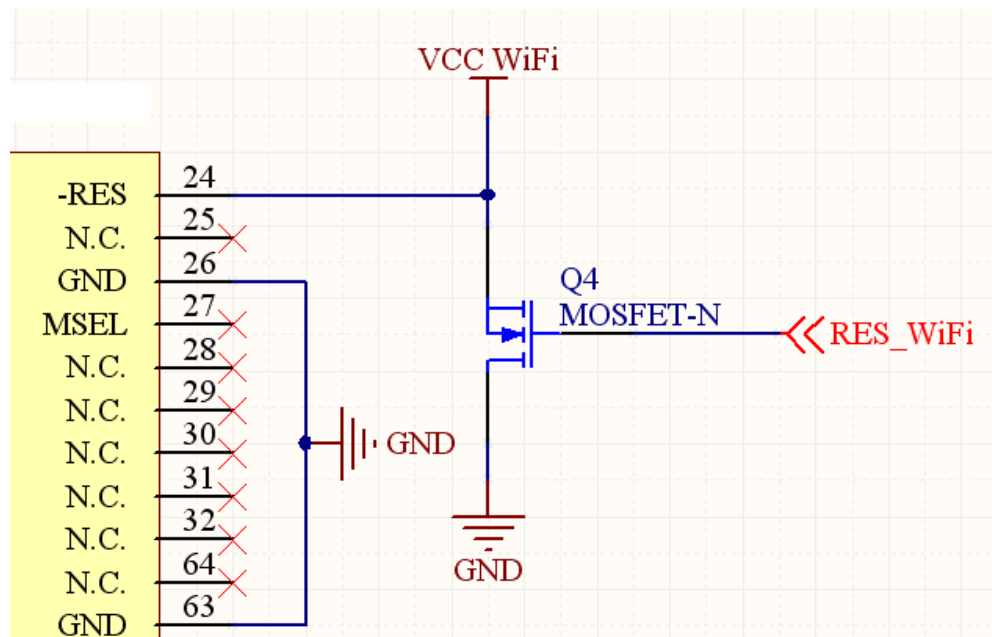 VCC WiFi
-RES 24
N.C. 25
GND 26
MSEL 27
N.C. 28
N.C. 29
N.C. 30
N.C. 31
N.C. 32
N.C. 64
GND 63
GND
Q4
MOSFET-N
RES_WiFi
GND